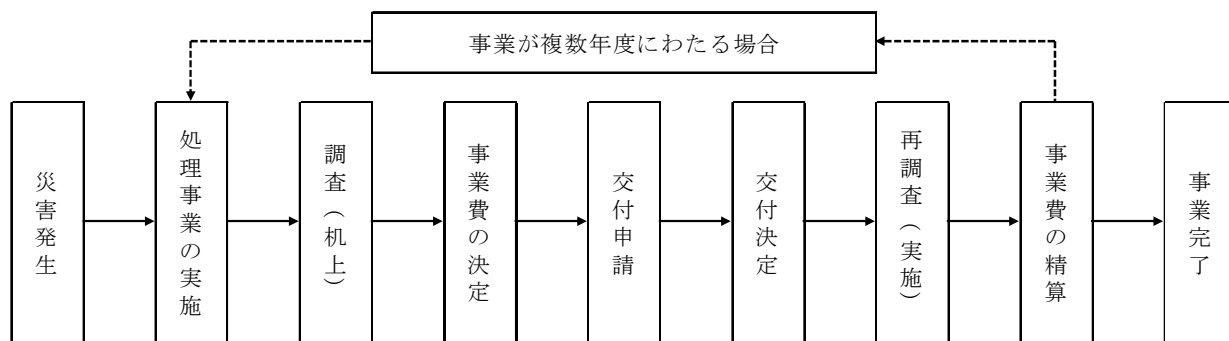 事業が複数年度にわたる場合
災害発生
処理事業の実施
調査（机上）
事業費の決定
交付申請
交付決定
再調査（実施）
事業費の精算
事業完了